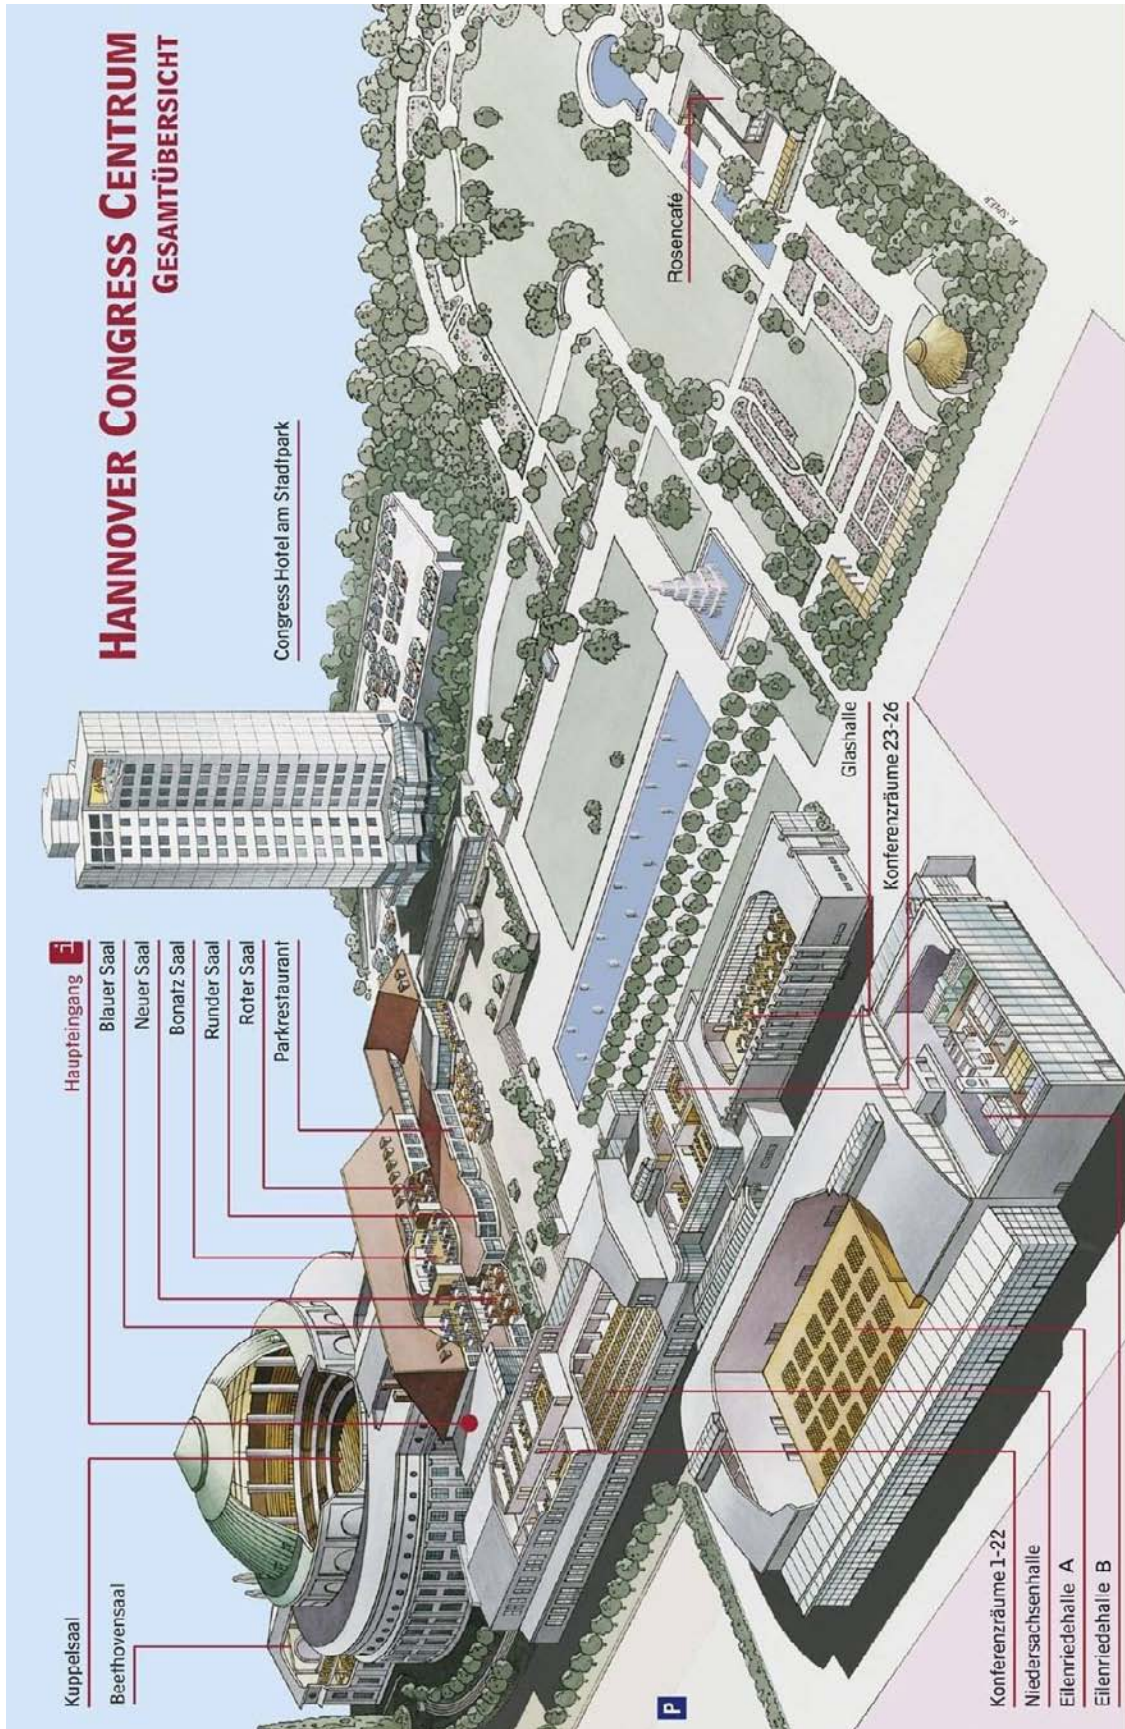 HANNOVER CONGRESS CENTRUM
GESAMTÜBERSICHT
Kuppelsaal
Beethovensaal
Haupteingang i
Blauer Saal
Neuer Saal
Bonatz Saal
Runder Saal
Roter Saal
Parkrestaurant
Congress Hotel am Stadtpark
Rosencafé
Glashalle
Konferenzräume 23-26
P
Konferenzräume 1-22
Niedersachsenhalle
Eilenriedehalle A
Eilenriedehalle B